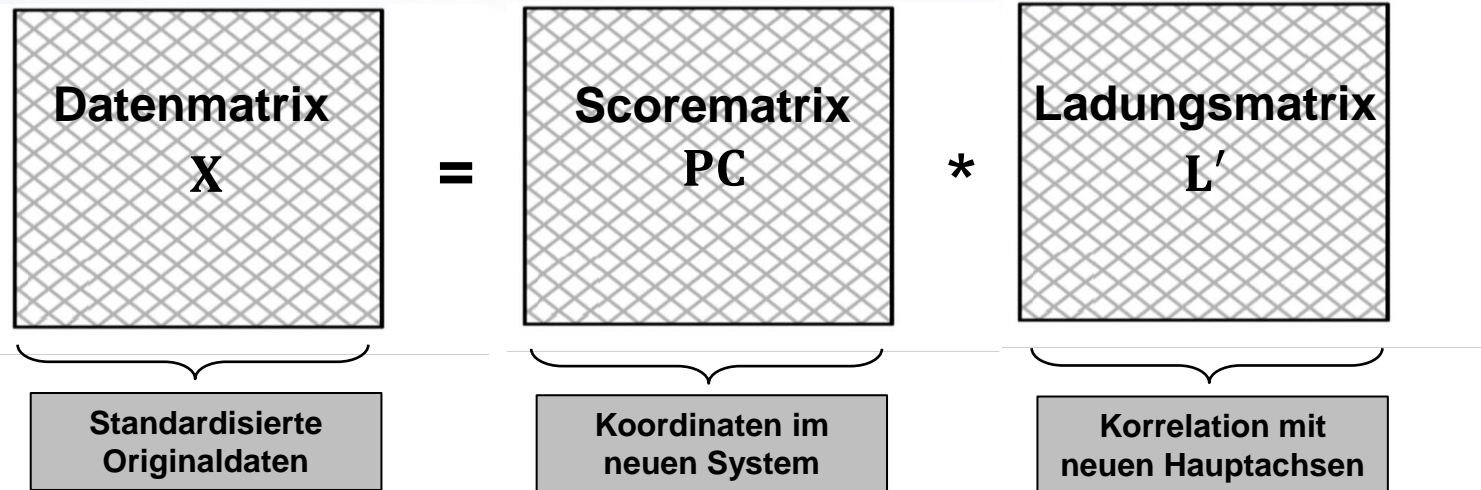 Datenmatrix
X
=
Scorematrix
PC
*
Ladungsmatrix
L′
Standardisierte
Originaldaten
Koordinaten im
neuen System
Korrelation mit
neuen Hauptachsen